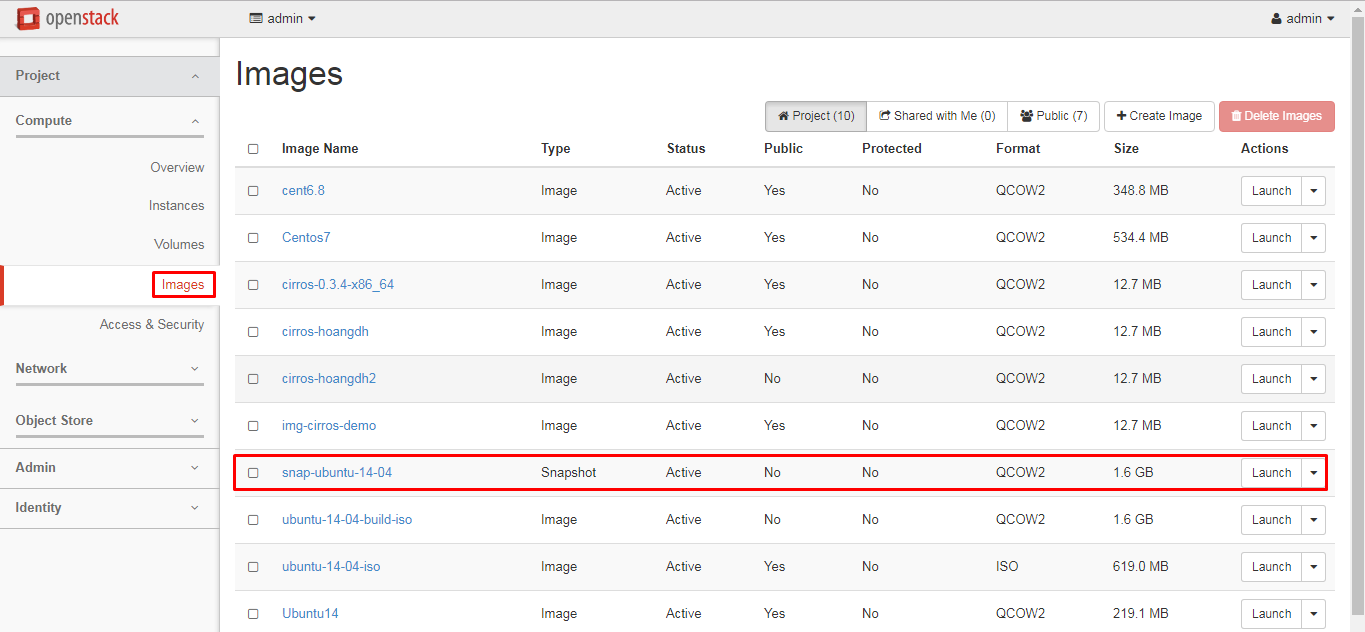 openstack admin admin
Project
Compute
Overview
Instances
Volumes
Images
Access & Security
Network
Object Store
Admin
Identity
Images
Project (10) Shared with Me (0) Public (7) Create Image Delete Images
Image Name Type Status Public Protected Format Size Actions
cent6.8 Image Active Yes No QCOW2 348.8 MB Launch
Centos7 Image Active Yes No QCOW2 534.4 MB Launch
cirros-0.3.4-x86_64 Image Active Yes No QCOW2 12.7 MB Launch
cirros-hoangdh Image Active Yes No QCOW2 12.7 MB Launch
cirros-hoangdh2 Image Active No No QCOW2 12.7 MB Launch
img-cirros-demo Image Active Yes No QCOW2 12.7 MB Launch
snap-ubuntu-14-04 Snapshot Active No No QCOW2 1.6 GB Launch
ubuntu-14-04-build-iso Image Active No No QCOW2 1.6 GB Launch
ubuntu-14-04-iso Image Active Yes No ISO 619.0 MB Launch
Ubuntu14 Image Active Yes No QCOW2 219.1 MB Launch